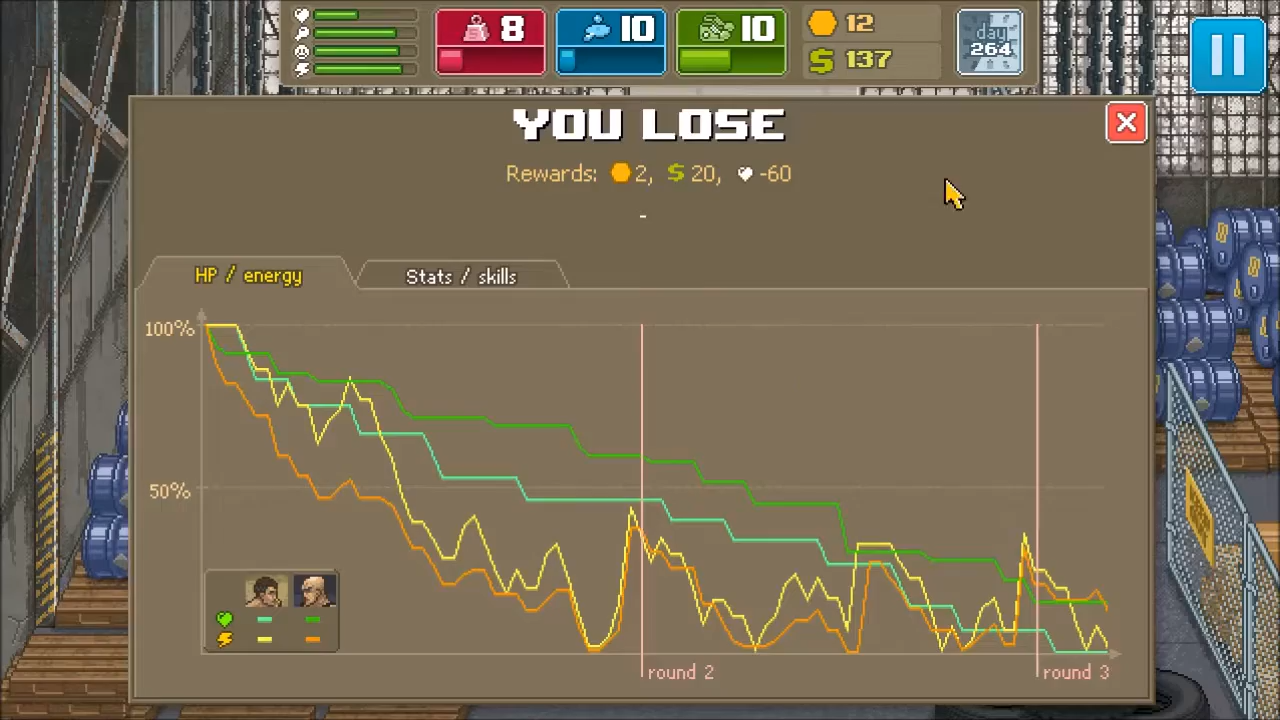 8
10
10
12
$ 137
day
264
YOU LOSE
Rewards: 2, $ 20, -60
-
HP / energy
Stats / skills
100%
50%
round 2
round 3